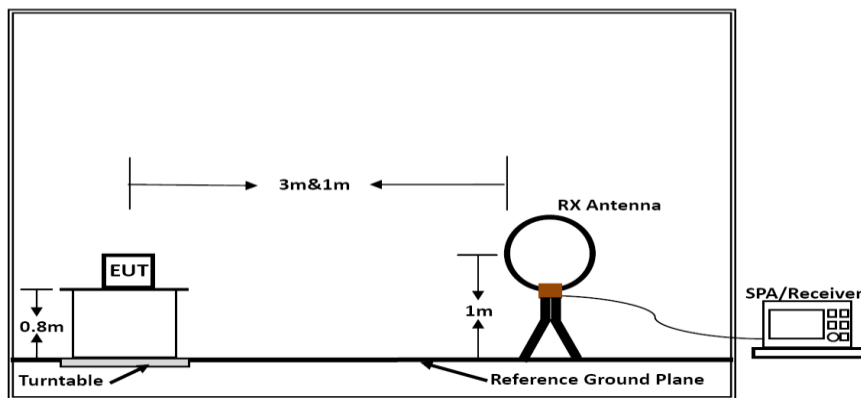 3m&1m
RX Antenna
EUT
SPA/Receiver
0.8m
1m
Turntable
Reference Ground Plane